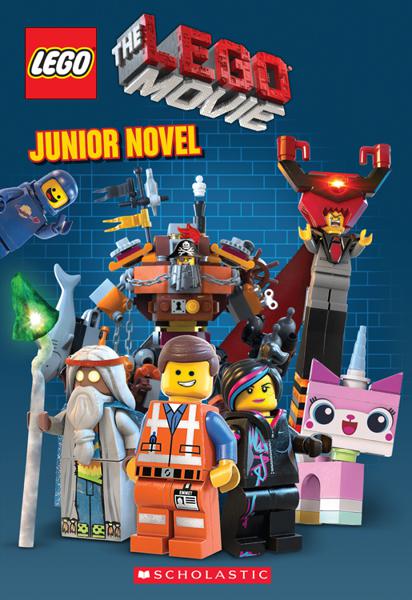 LEGO
THE
LEGO
MOVIE
JUNIOR NOVEL
EMMET
SCHOLASTIC